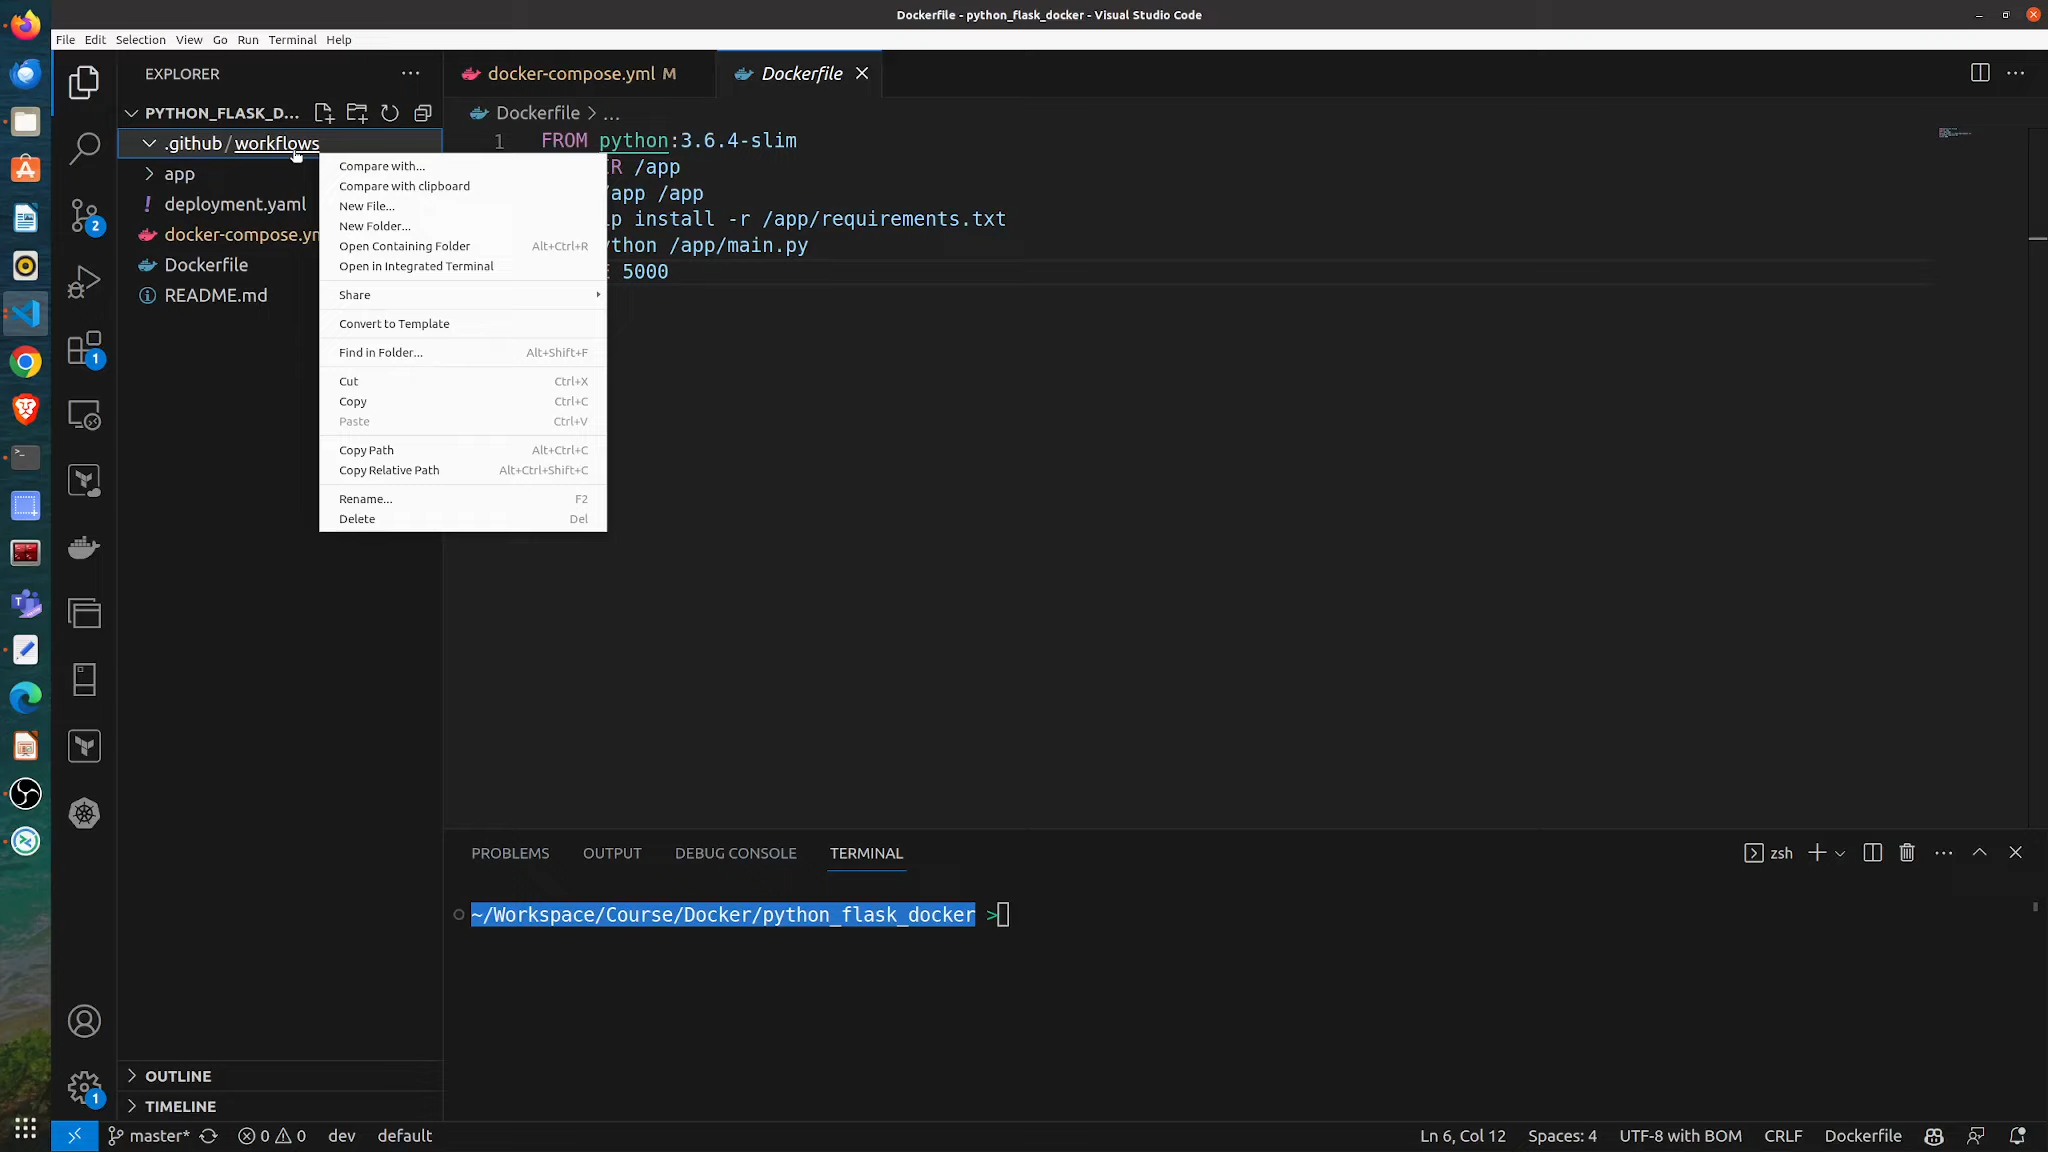 Dockerfile - python_flask_docker - Visual Studio Code
File Edit Selection View Go Run Terminal Help
EXPLORER
PYTHON_FLASK_D...
.github / workflows
app
deployment.yaml
docker-compose.yn
Dockerfile
README.md
Compare with...
Compare with clipboard
New File...
New Folder...
Open Containing Folder Alt+Ctrl+R
Open in Integrated Terminal
Share
Convert to Template
Find in Folder... Alt+Shift+F
Cut Ctrl+X
Copy Ctrl+C
Paste Ctrl+V
Copy Path Alt+Ctrl+C
Copy Relative Path Alt+Ctrl+Shift+C
Rename... F2
Delete Del
docker-compose.yml M
Dockerfile
Dockerfile > ...
1 FROM python:3.6.4-slim
R /app
/app /app
ip install -r /app/requirements.txt
ython /app/main.py
5000
PROBLEMS OUTPUT DEBUG CONSOLE TERMINAL
zsh
~/Workspace/Course/Docker/python_flask_docker >
2
1
1
OUTLINE
TIMELINE
master* 0 0 dev default
Ln 6, Col 12 Spaces: 4 UTF-8 with BOM CRLF Dockerfile